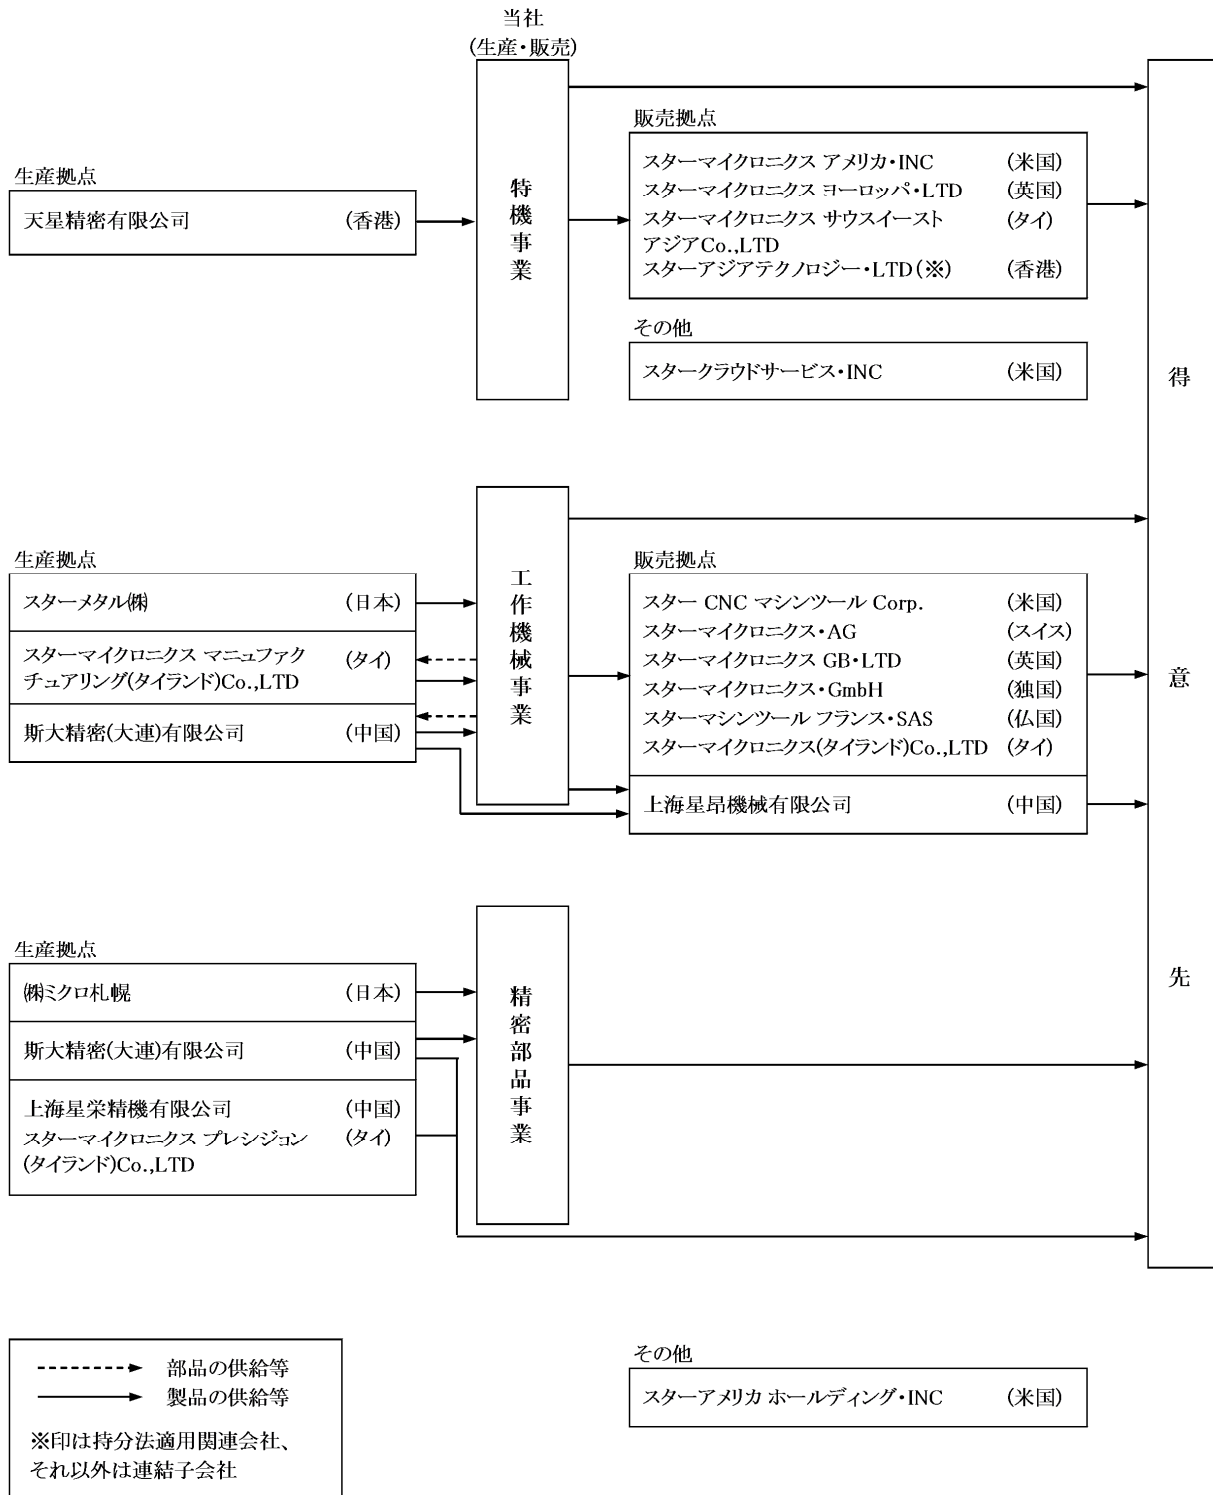 当社
(生産・販売)
特機事業
生産拠点
天星精密有限公司 (香港)
販売拠点
スターマイクロニクス アメリカ・INC (米国)
スターマイクロニクス ヨーロッパ・LTD (英国)
スターマイクロニクス サウスイースト (タイ)
アジアCo.,LTD
スターアジアテクノロジー・LTD(※) (香港)
その他
スタークラウドサービス・INC (米国)
得意先
工作機械事業
生産拠点
スターメタル㈱ (日本)
スターマイクロニクス マニュファク (タイ)
チュアリング(タイランド)Co.,LTD
斯大精密(大連)有限公司 (中国)
販売拠点
スター CNC マシンツール Corp. (米国)
スターマイクロニクス・AG (スイス)
スターマイクロニクス GB・LTD (英国)
スターマイクロニクス・GmbH (独国)
スターマシンツール フランス・SAS (仏国)
スターマイクロニクス(タイランド)Co.,LTD (タイ)
上海星昂機械有限公司 (中国)
精密部品事業
生産拠点
㈱ミクロ札幌 (日本)
斯大精密(大連)有限公司 (中国)
上海星栄精機有限公司 (中国)
スターマイクロニクス プレシジョン (タイ)
(タイランド)Co.,LTD
部品の供給等
製品の供給等
※印は持分法適用関連会社、
それ以外は連結子会社
その他
スターアメリカ ホールディング・INC (米国)